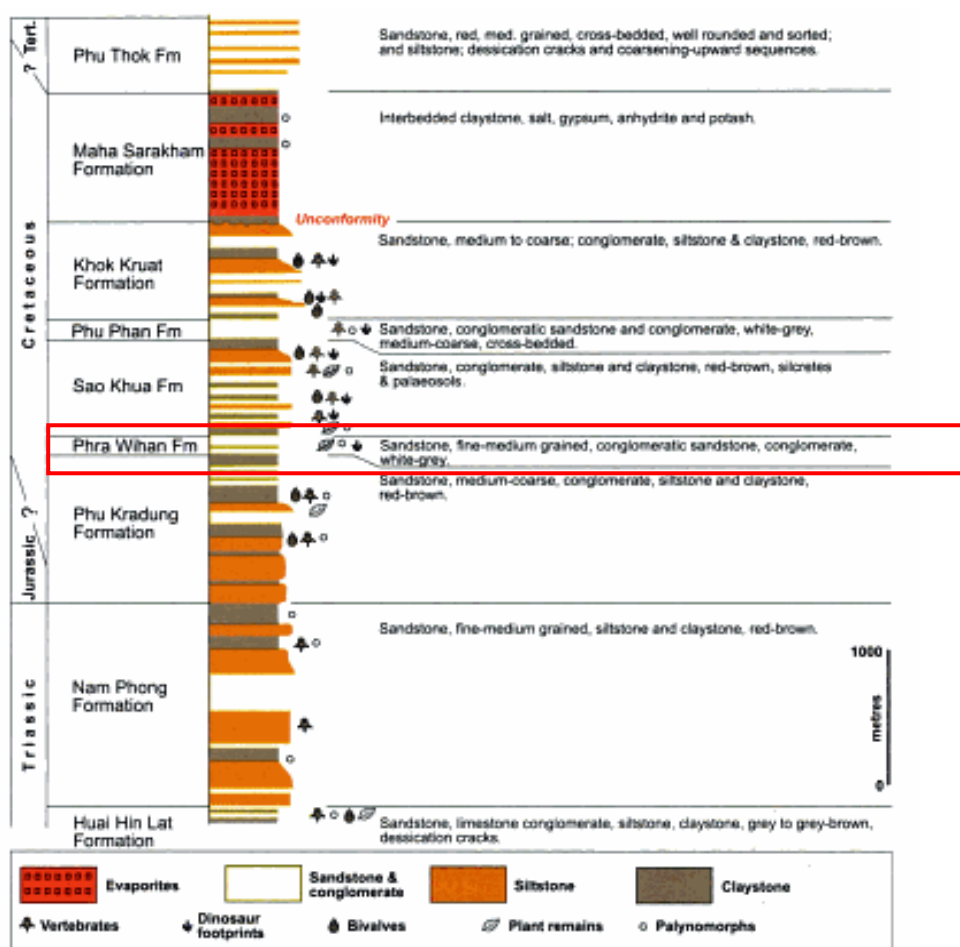 Tert.
?
Phu Thok Fm
Sandstone, red, med. grained, cross-bedded, well rounded and sorted;
and siltstone; dessication cracks and coarsening-upward sequences.
Cretaceous
Maha Sarakham
Formation
Interbedded claystone, salt, gypsum, anhydrite and potash.
Unconformity
Khok Kruat
Formation
Sandstone, medium to coarse; conglomerate, siltstone & claystone, red-brown.
Phu Phan Fm
Sandstone, conglomeratic sandstone and conglomerate, white-grey,
medium-coarse, cross-bedded.
Sao Khua Fm
Sandstone, conglomerate, siltstone and claystone, red-brown, silcretes
& palaeosols.
Phra Wihan Fm
Sandstone, fine-medium grained, conglomeratic sandstone, conglomerate,
white-grey.
Jurassic ?
Phu Kradung
Formation
Sandstone, medium-coarse, conglomerate, siltstone and claystone,
red-brown.
Triassic
Nam Phong
Formation
Sandstone, fine-medium grained, siltstone and claystone, red-brown.
1000
metres
0
Huai Hin Lat
Formation
Sandstone, limestone conglomerate, siltstone, claystone, grey to grey-brown,
dessication cracks.
Evaporites
Sandstone &
conglomerate
Siltstone
Claystone
Vertebrates
Dinosaur
footprints
Bivalves
Plant remains
Palynomorphs